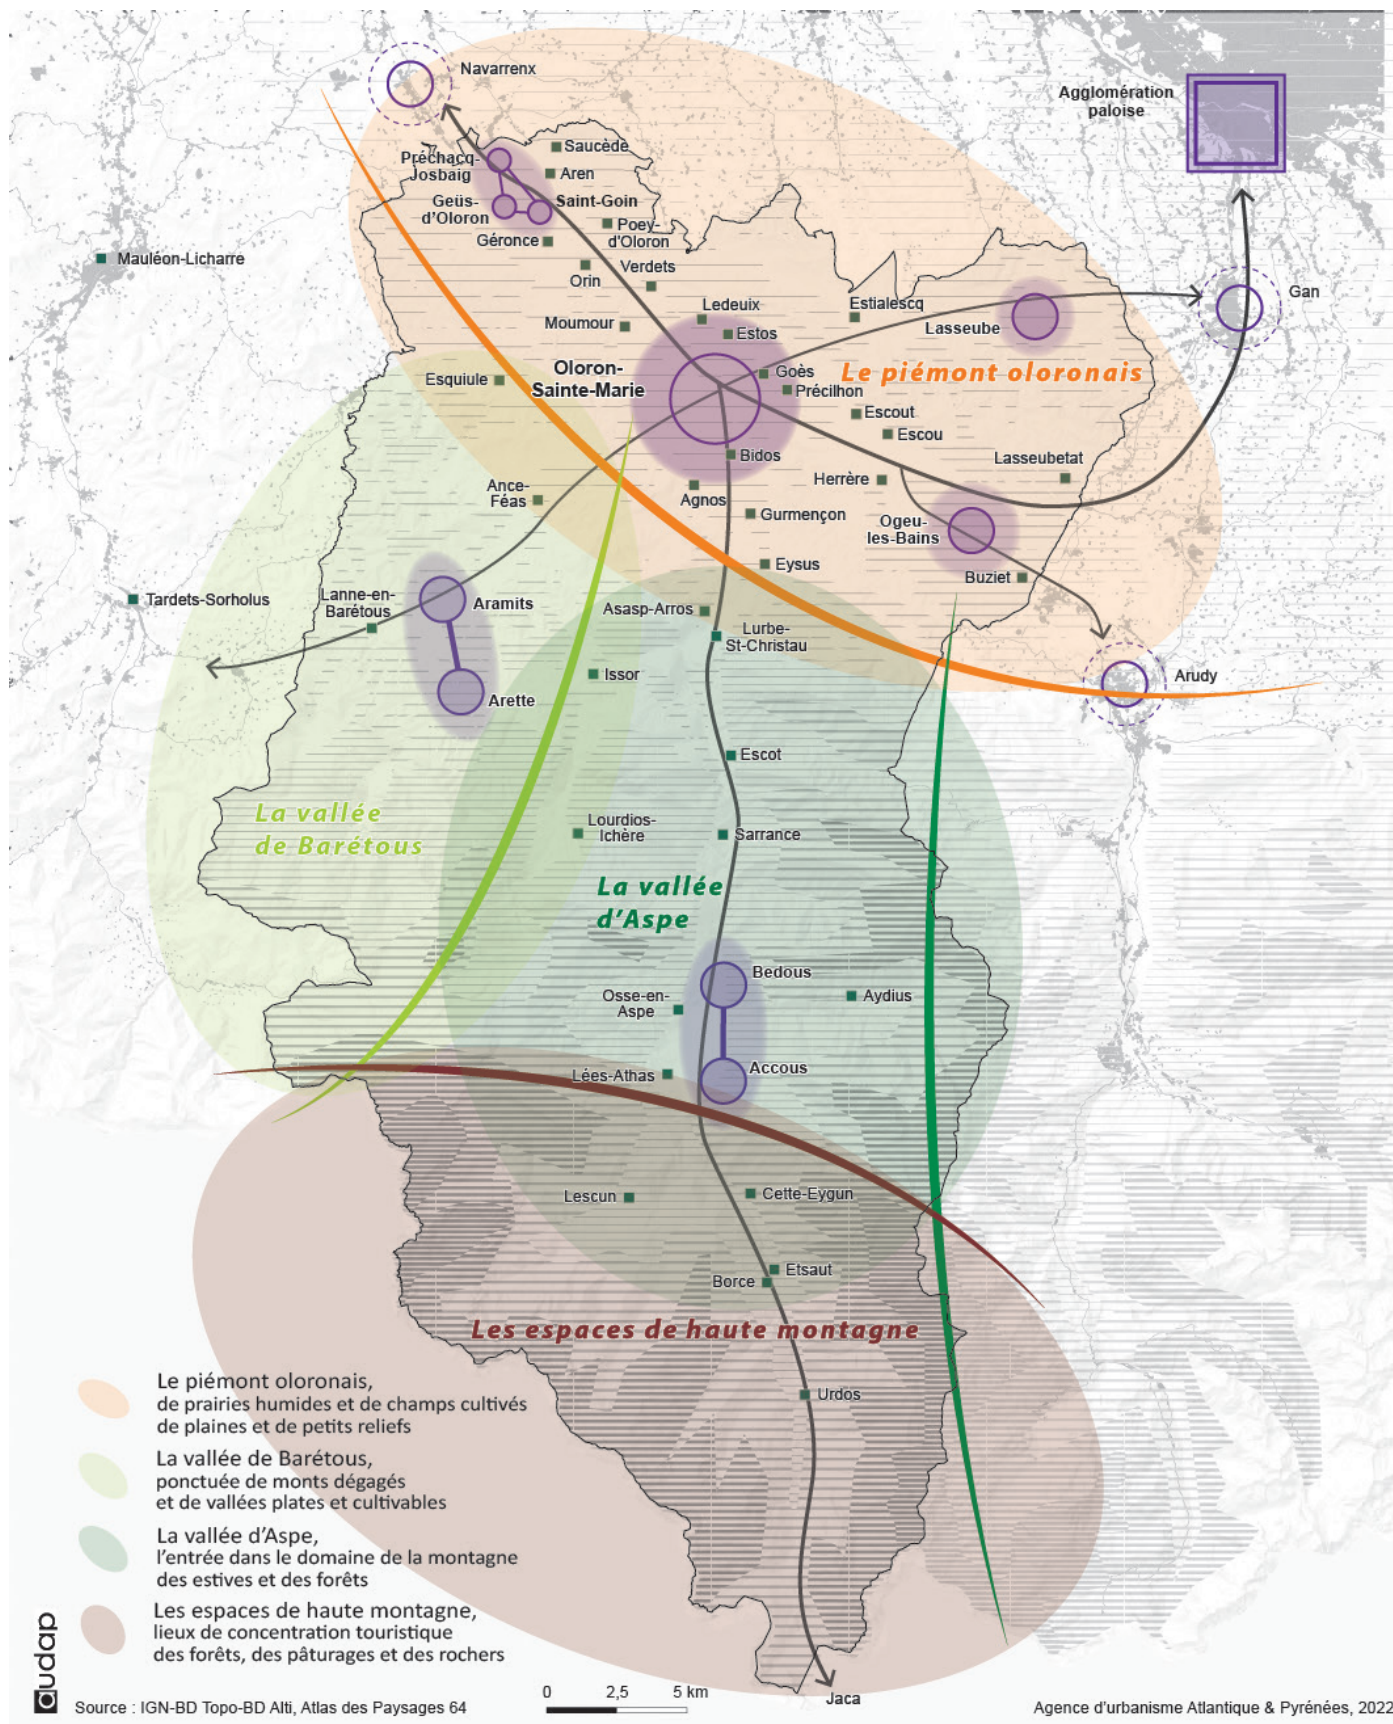 Navarrenx
Agglomération
paloise
Saucède
Préchacq-
Josbaig
Aren
Geüs-
d'Oloron
Saint-Goin
Poey-
d'Oloron
Géronce
Mauléon-Licharre
Orin
Verdets
Gan
Ledeuix
Estialescq
Moumour
Estos
Lasseube
Oloron-
Sainte-Marie
Goès
Le piémont oloronais
Esquiule
Précilhon
Escout
Escou
Bidos
Lasseubetat
Herrère
Ance-
Féas
Agnos
Gurmençon
Ogeu-
les-Bains
Eysus
Buziet
Tardets-Sorholus
Lanne-en-
Barétous
Aramits
Asasp-Arros
Lurbe-
St-Christau
Issor
Arudy
Arette
Escot
La vallée
de Barétous
Lourdios-
Ichère
Sarrance
La vallée
d'Aspe
Bedous
Osse-en-
Aspe
Aydius
Accous
Lées-Athas
Lescun
Cette-Eygun
Etsaut
Borce
Les espaces de haute montagne
Urdos
Le piémont oloronais,
de prairies humides et de champs cultivés
de plaines et de petits reliefs
La vallée de Barétous,
ponctuée de monts dégagés
et de vallées plates et cultivables
La vallée d'Aspe,
l'entrée dans le domaine de la montagne
des estives et des forêts
Les espaces de haute montagne,
lieux de concentration touristique
des forêts, des pâturages et des rochers
audap
0 2,5 5 km
Jaca
Source : IGN-BD Topo-BD Alti, Atlas des Paysages 64
Agence d'urbanisme Atlantique & Pyrénées, 2022